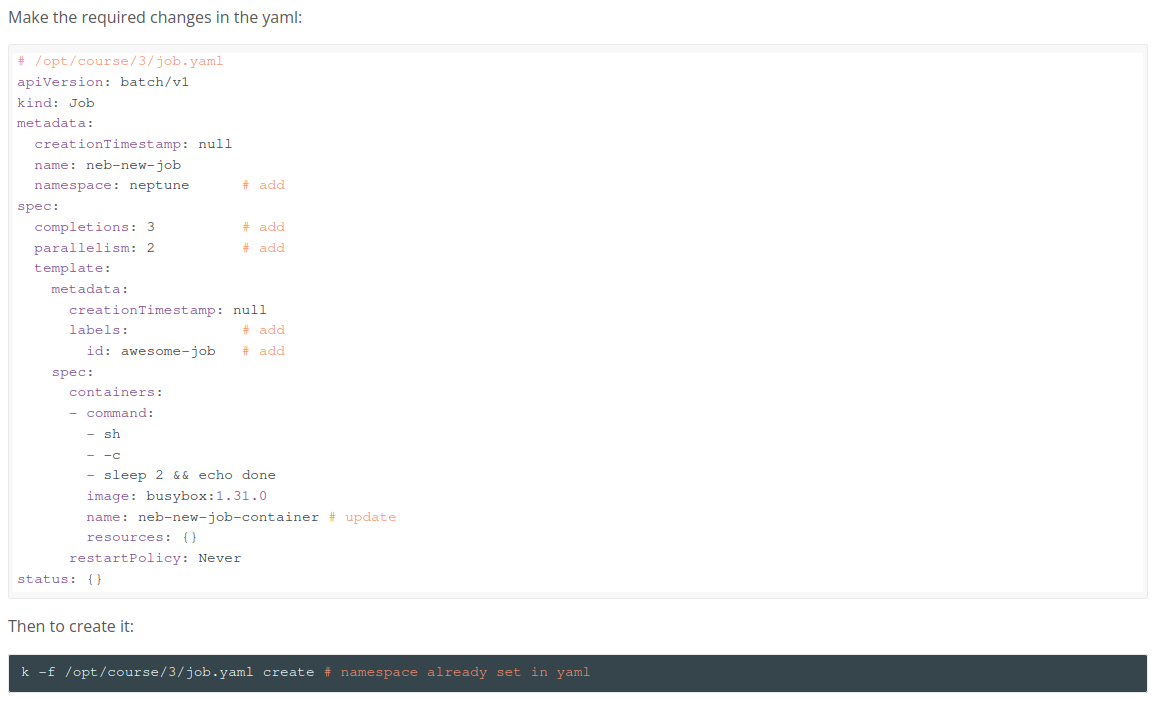 Make the required changes in the yaml:
# /opt/course/3/job.yaml
apiVersion: batch/v1
kind: Job
metadata:
  creationTimestamp: null
  name: neb-new-job
  namespace: neptune      # add
spec:
  completions: 3          # add
  parallelism: 2          # add
  template:
    metadata:
      creationTimestamp: null
      labels:             # add
        id: awesome-job   # add
    spec:
      containers:
      - command:
        - sh
        - -c
        - sleep 2 && echo done
        image: busybox:1.31.0
        name: neb-new-job-container # update
        resources: {}
      restartPolicy: Never
status: {}
Then to create it:
k -f /opt/course/3/job.yaml create # namespace already set in yaml